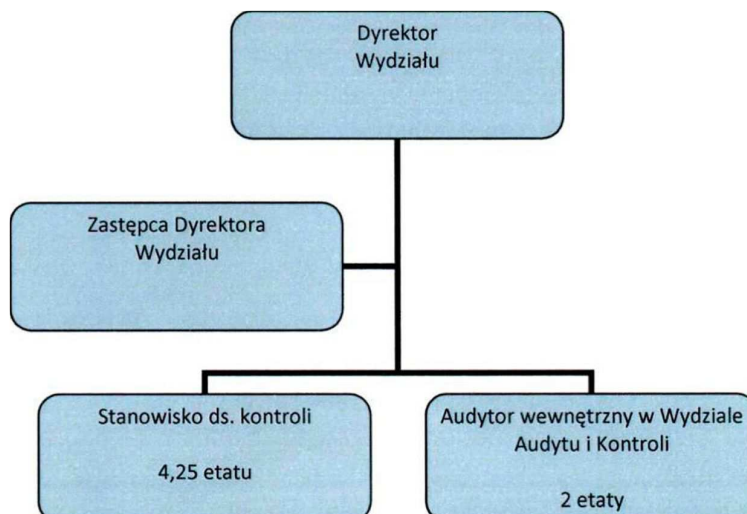 Dyrektor
Wydziału
Zastępca Dyrektora
Wydziału
Stanowisko ds. kontroli
4,25 etatu
Audytor wewnętrzny w Wydziale
Audytu i Kontroli
2 etaty